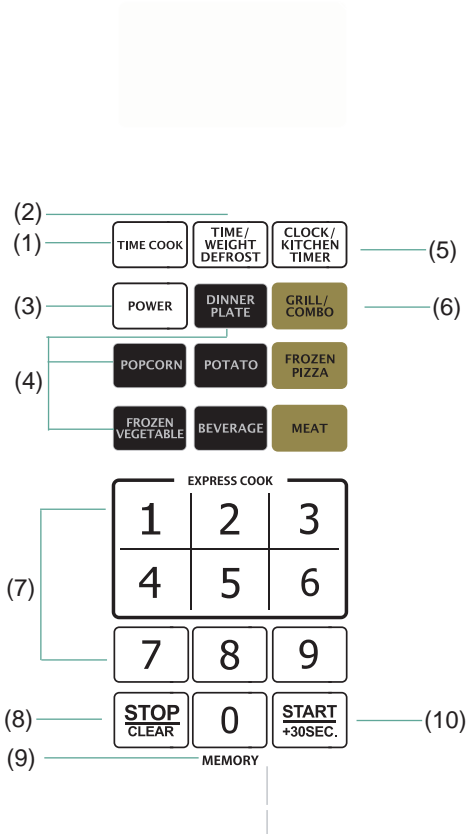 (2)
(1)
TIME COOK
TIME/
WEIGHT
DEFROST
CLOCK/
KITCHEN
TIMER
(5)
(3)
POWER
DINNER
PLATE
GRILL/
COMBO
(6)
(4)
POPCORN
POTATO
FROZEN
PIZZA
FROZEN
VEGETABLE
BEVERAGE
MEAT
EXPRESS COOK
1 2 3
(7)
4 5 6
7 8 9
(8)
STOP
CLEAR
0
START
+30SEC.
(10)
(9)
MEMORY